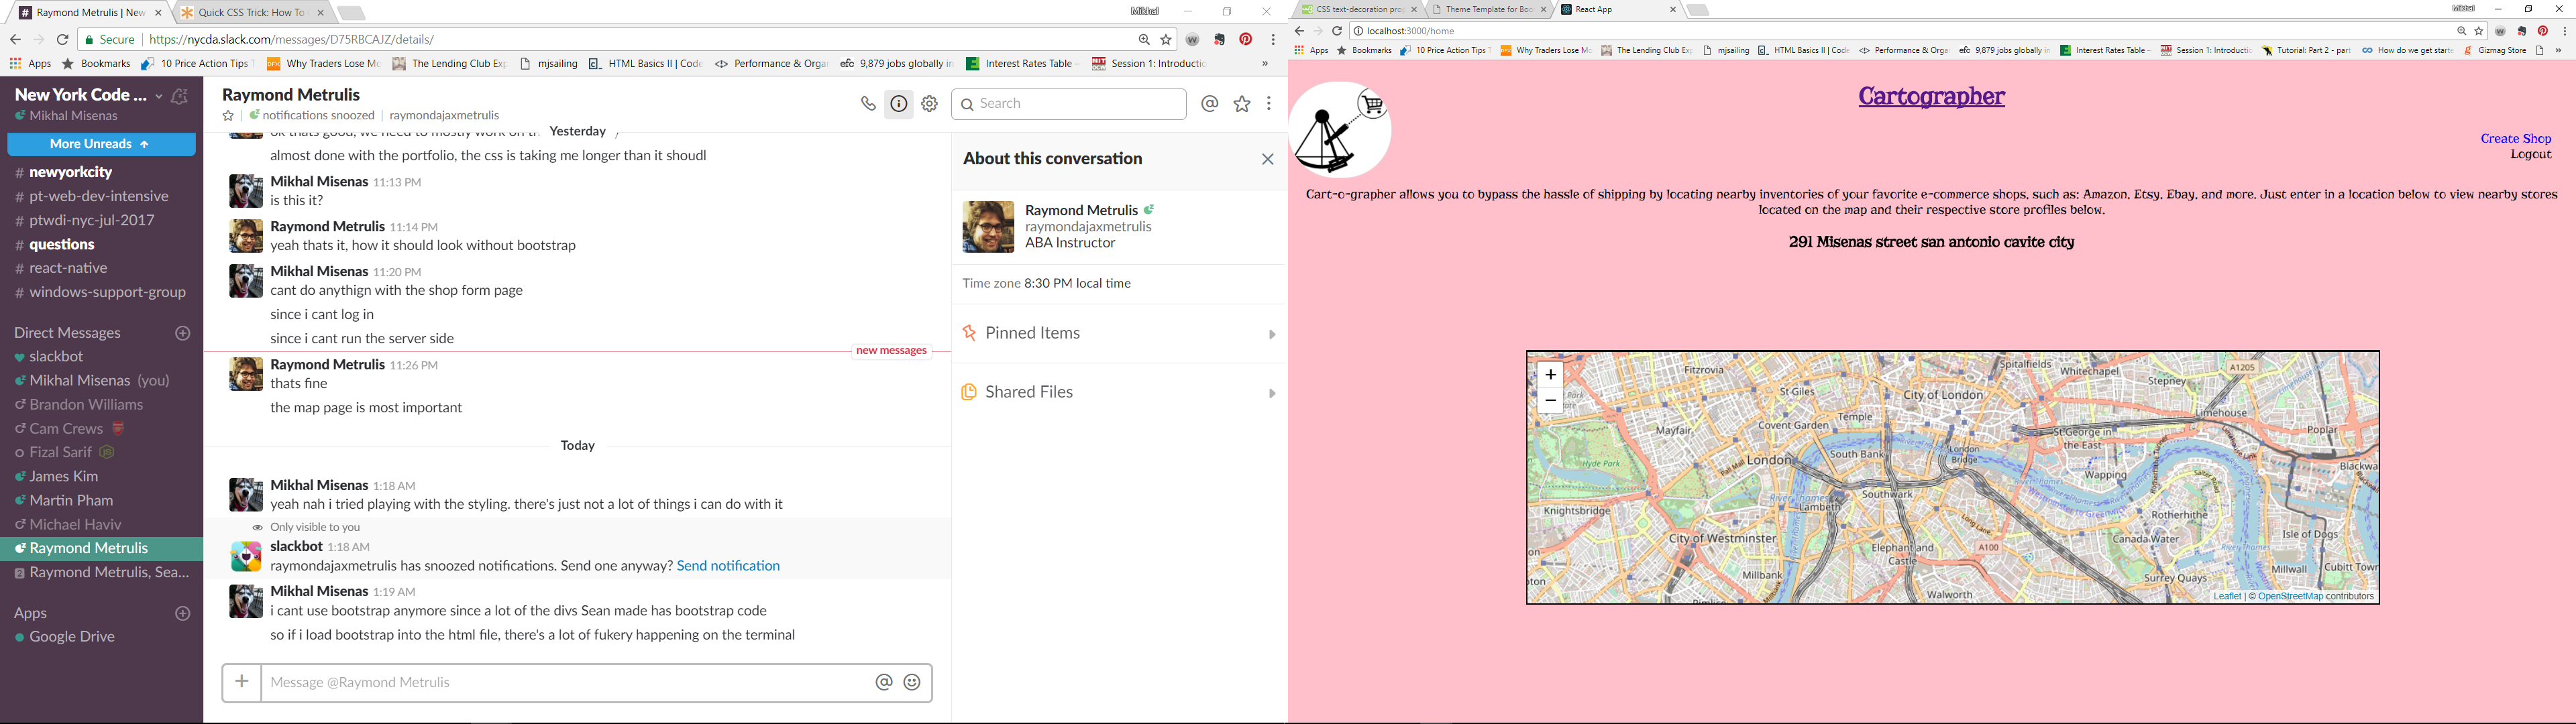 Raymond Metrulis | New
Quick CSS Trick: How To
Mikhal
Secure
https://nycda.slack.com/messages/D75RBCAJZ/details/
Apps
Bookmarks
10 Price Action Tips
Why Traders Lose Mo
The Lending Club Exp
mjsailing
HTML Basics II | Code
Performance & Organ
9,879 jobs globally in
Interest Rates Table -
Session 1: Introductio
»
New York Code ...
Mikhal Misenas
More Unreads
# newyorkcity
# pt-web-dev-intensive
# ptwdi-nyc-jul-2017
# questions
# react-native
# windows-support-group
Direct Messages
slackbot
Mikhal Misenas (you)
Brandon Williams
Cam Crews
Fizal Sarif
James Kim
Martin Pham
Michael Haviv
Raymond Metrulis
2 Raymond Metrulis, Sea...
Apps
Google Drive
Raymond Metrulis
notifications snoozed | raymondajaxmetrulis
Search
Yesterday
almost done with the portfolio, the css is taking me longer than it shoudl
Mikhal Misenas 11:13 PM
is this it?
Raymond Metrulis 11:14 PM
yeah thats it, how it should look without bootstrap
Mikhal Misenas 11:20 PM
cant do anythign with the shop form page
since i cant log in
since i cant run the server side
new messages
Raymond Metrulis 11:26 PM
thats fine
the map page is most important
Today
Mikhal Misenas 1:18 AM
yeah nah i tried playing with the styling. there's just not a lot of things i can do with it
Only visible to you
slackbot 1:18 AM
raymondajaxmetrulis has snoozed notifications. Send one anyway? Send notification
Mikhal Misenas 1:19 AM
i cant use bootstrap anymore since a lot of the divs Sean made has bootstrap code
so if i load bootstrap into the html file, there's a lot of fukery happening on the terminal
Message @Raymond Metrulis
About this conversation
Raymond Metrulis
raymondajaxmetrulis
ABA Instructor
Time zone 8:30 PM local time
Pinned Items
Shared Files
CSS text-decoration prop
Theme Template for Boo
React App
Mikhal
localhost:3000/home
Apps
Bookmarks
10 Price Action Tips
Why Traders Lose Mo
The Lending Club Exp
mjsailing
HTML Basics II | Code
Performance & Organ
9,879 jobs globally in
Interest Rates Table -
Session 1: Introductio
Tutorial: Part 2 - part
How do we get starte
Gizmag Store
»
Cartographer
Create Shop
Logout
Cart-o-grapher allows you to bypass the hassle of shipping by locating nearby inventories of your favorite e-commerce shops, such as: Amazon, Etsy, Ebay, and more. Just enter in a location below to view nearby stores
located on the map and their respective store profiles below.
291 Misenas street san antonio cavite city
+
−
Fitzrovia
Spitalfields
Whitechapel
Stepney
A1205
St Giles
City of London
Limehouse
Temple
Covent Garden
Mayfair
St George in
the East
Poplar
Hyde Park
London
South Bank
London
Bridge
Wapping
Pall Mall
Southwark
Lambeth
Knightsbridge
Rotherhithe
City of Westminster
Long Lane
Canada Water
Isle of Dogs
Elephant and
Castle
A100
Millbank
Surrey Quays
Millwall
Cubitt Town
Walworth
Leaflet | © OpenStreetMap contributors